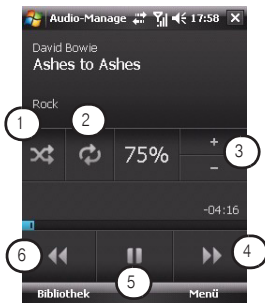 Audio-Manage 17:58
David Bowie
Ashes to Ashes
Rock
1
2
75%
+
-
3
-04:16
6
5
4
Bibliothek
Menü